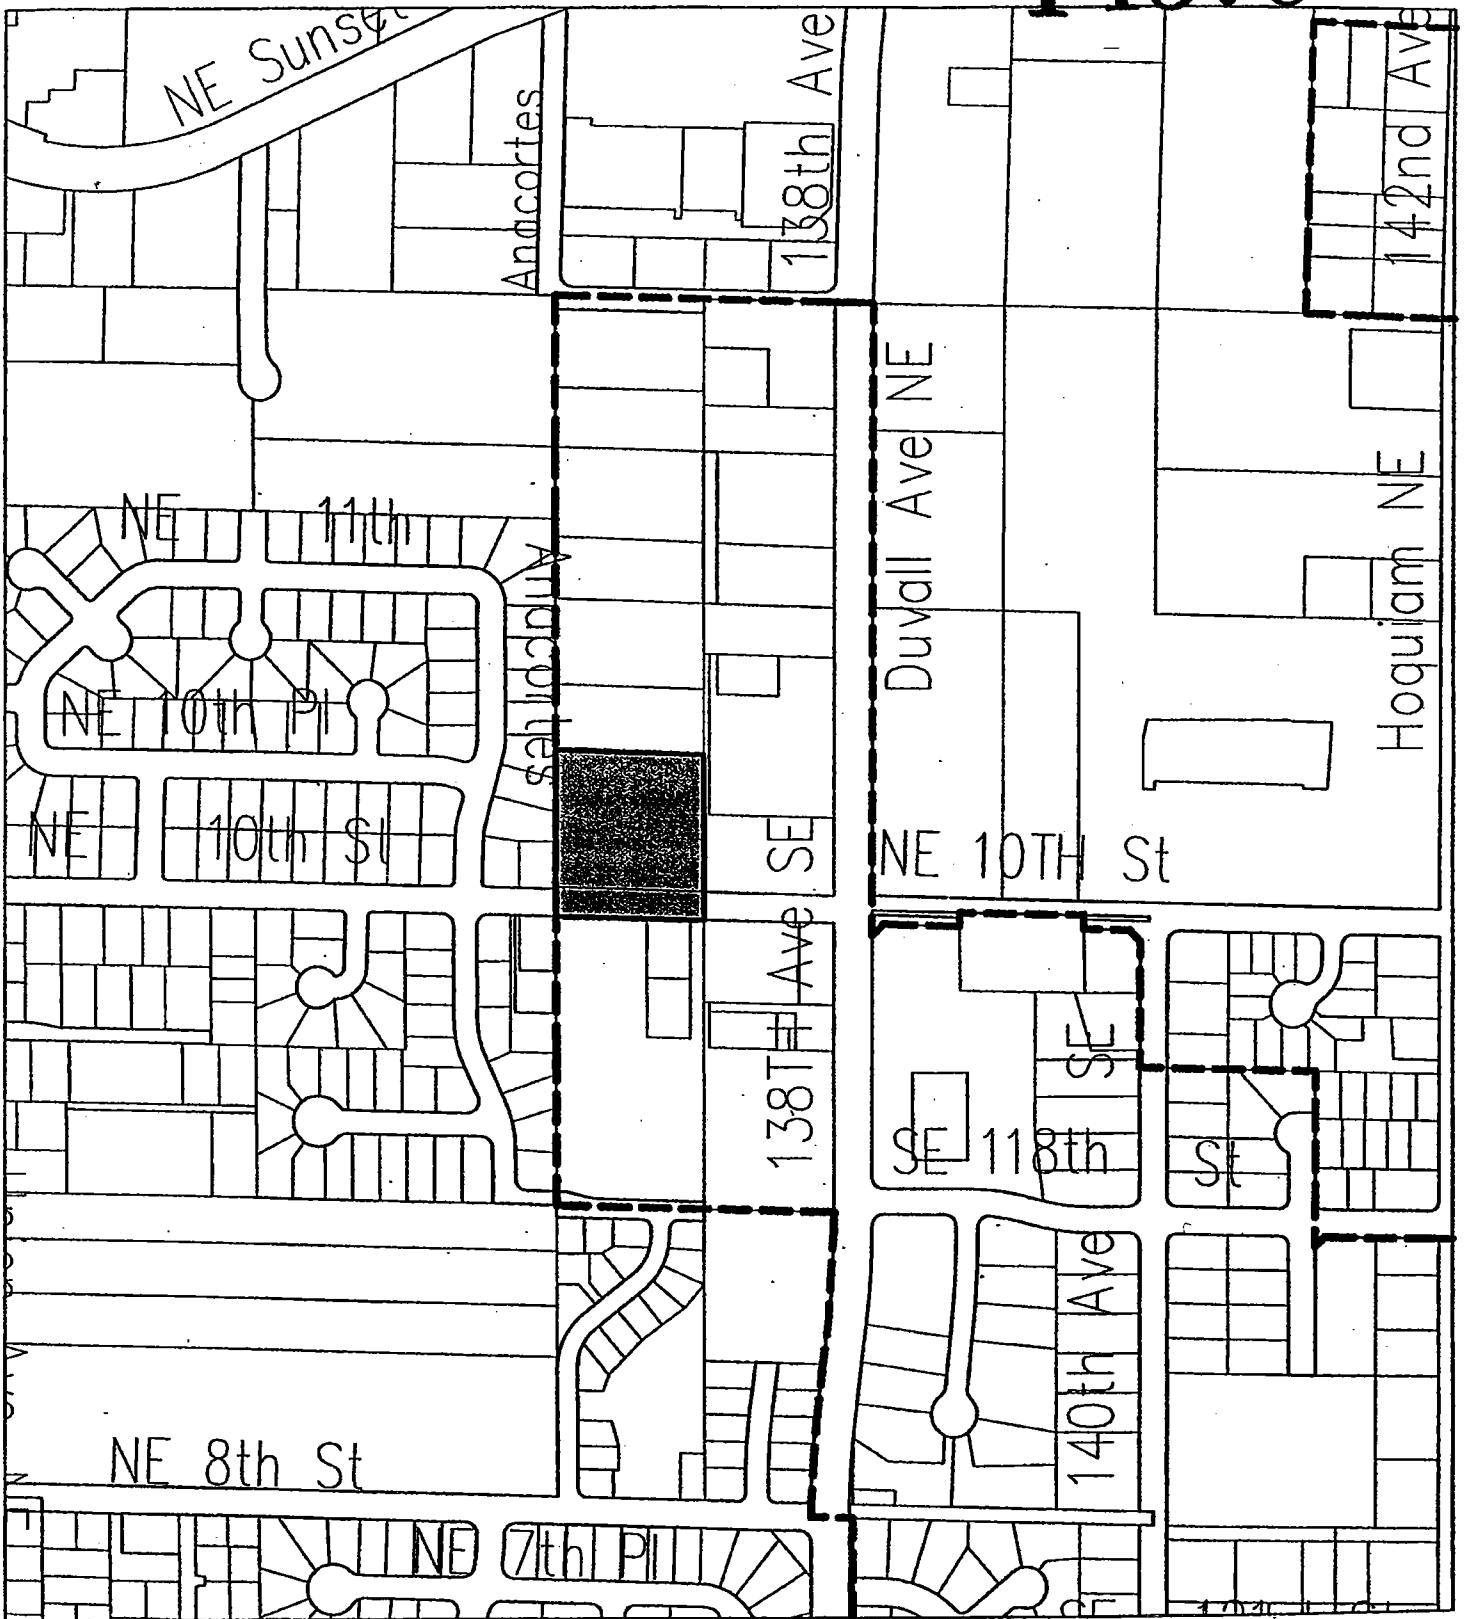 NE Sunset
Anacortes
138th Ave
142nd Ave
Duvall Ave NE
Hoquiam NE
NE 11th
Anacortes
NE 10th Pl
NE 10th St
NE 10TH St
138TH Ave SE
SE 118th St
140th Ave SE
NE 8th St
NE 7th Pl